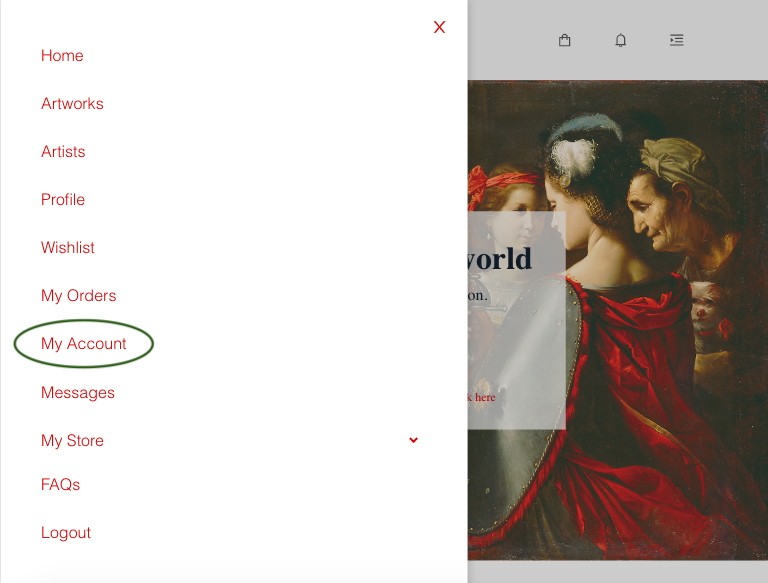 X
Home
Artworks
Artists
Profile
Wishlist
My Orders
My Account
Messages
My Store
FAQs
Logout
world
on.
k here